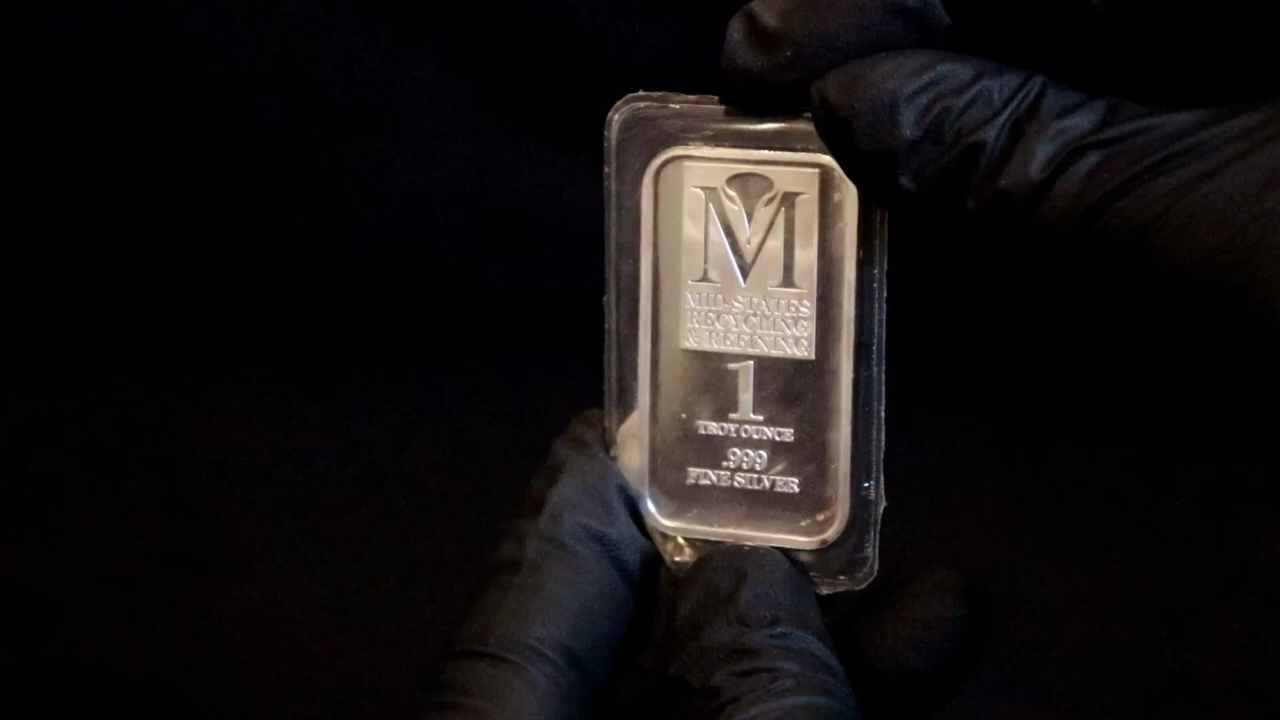 M
MID-STATES
RECYCLING
& REFINING
1
TROY OUNCE
.999
FINE SILVER